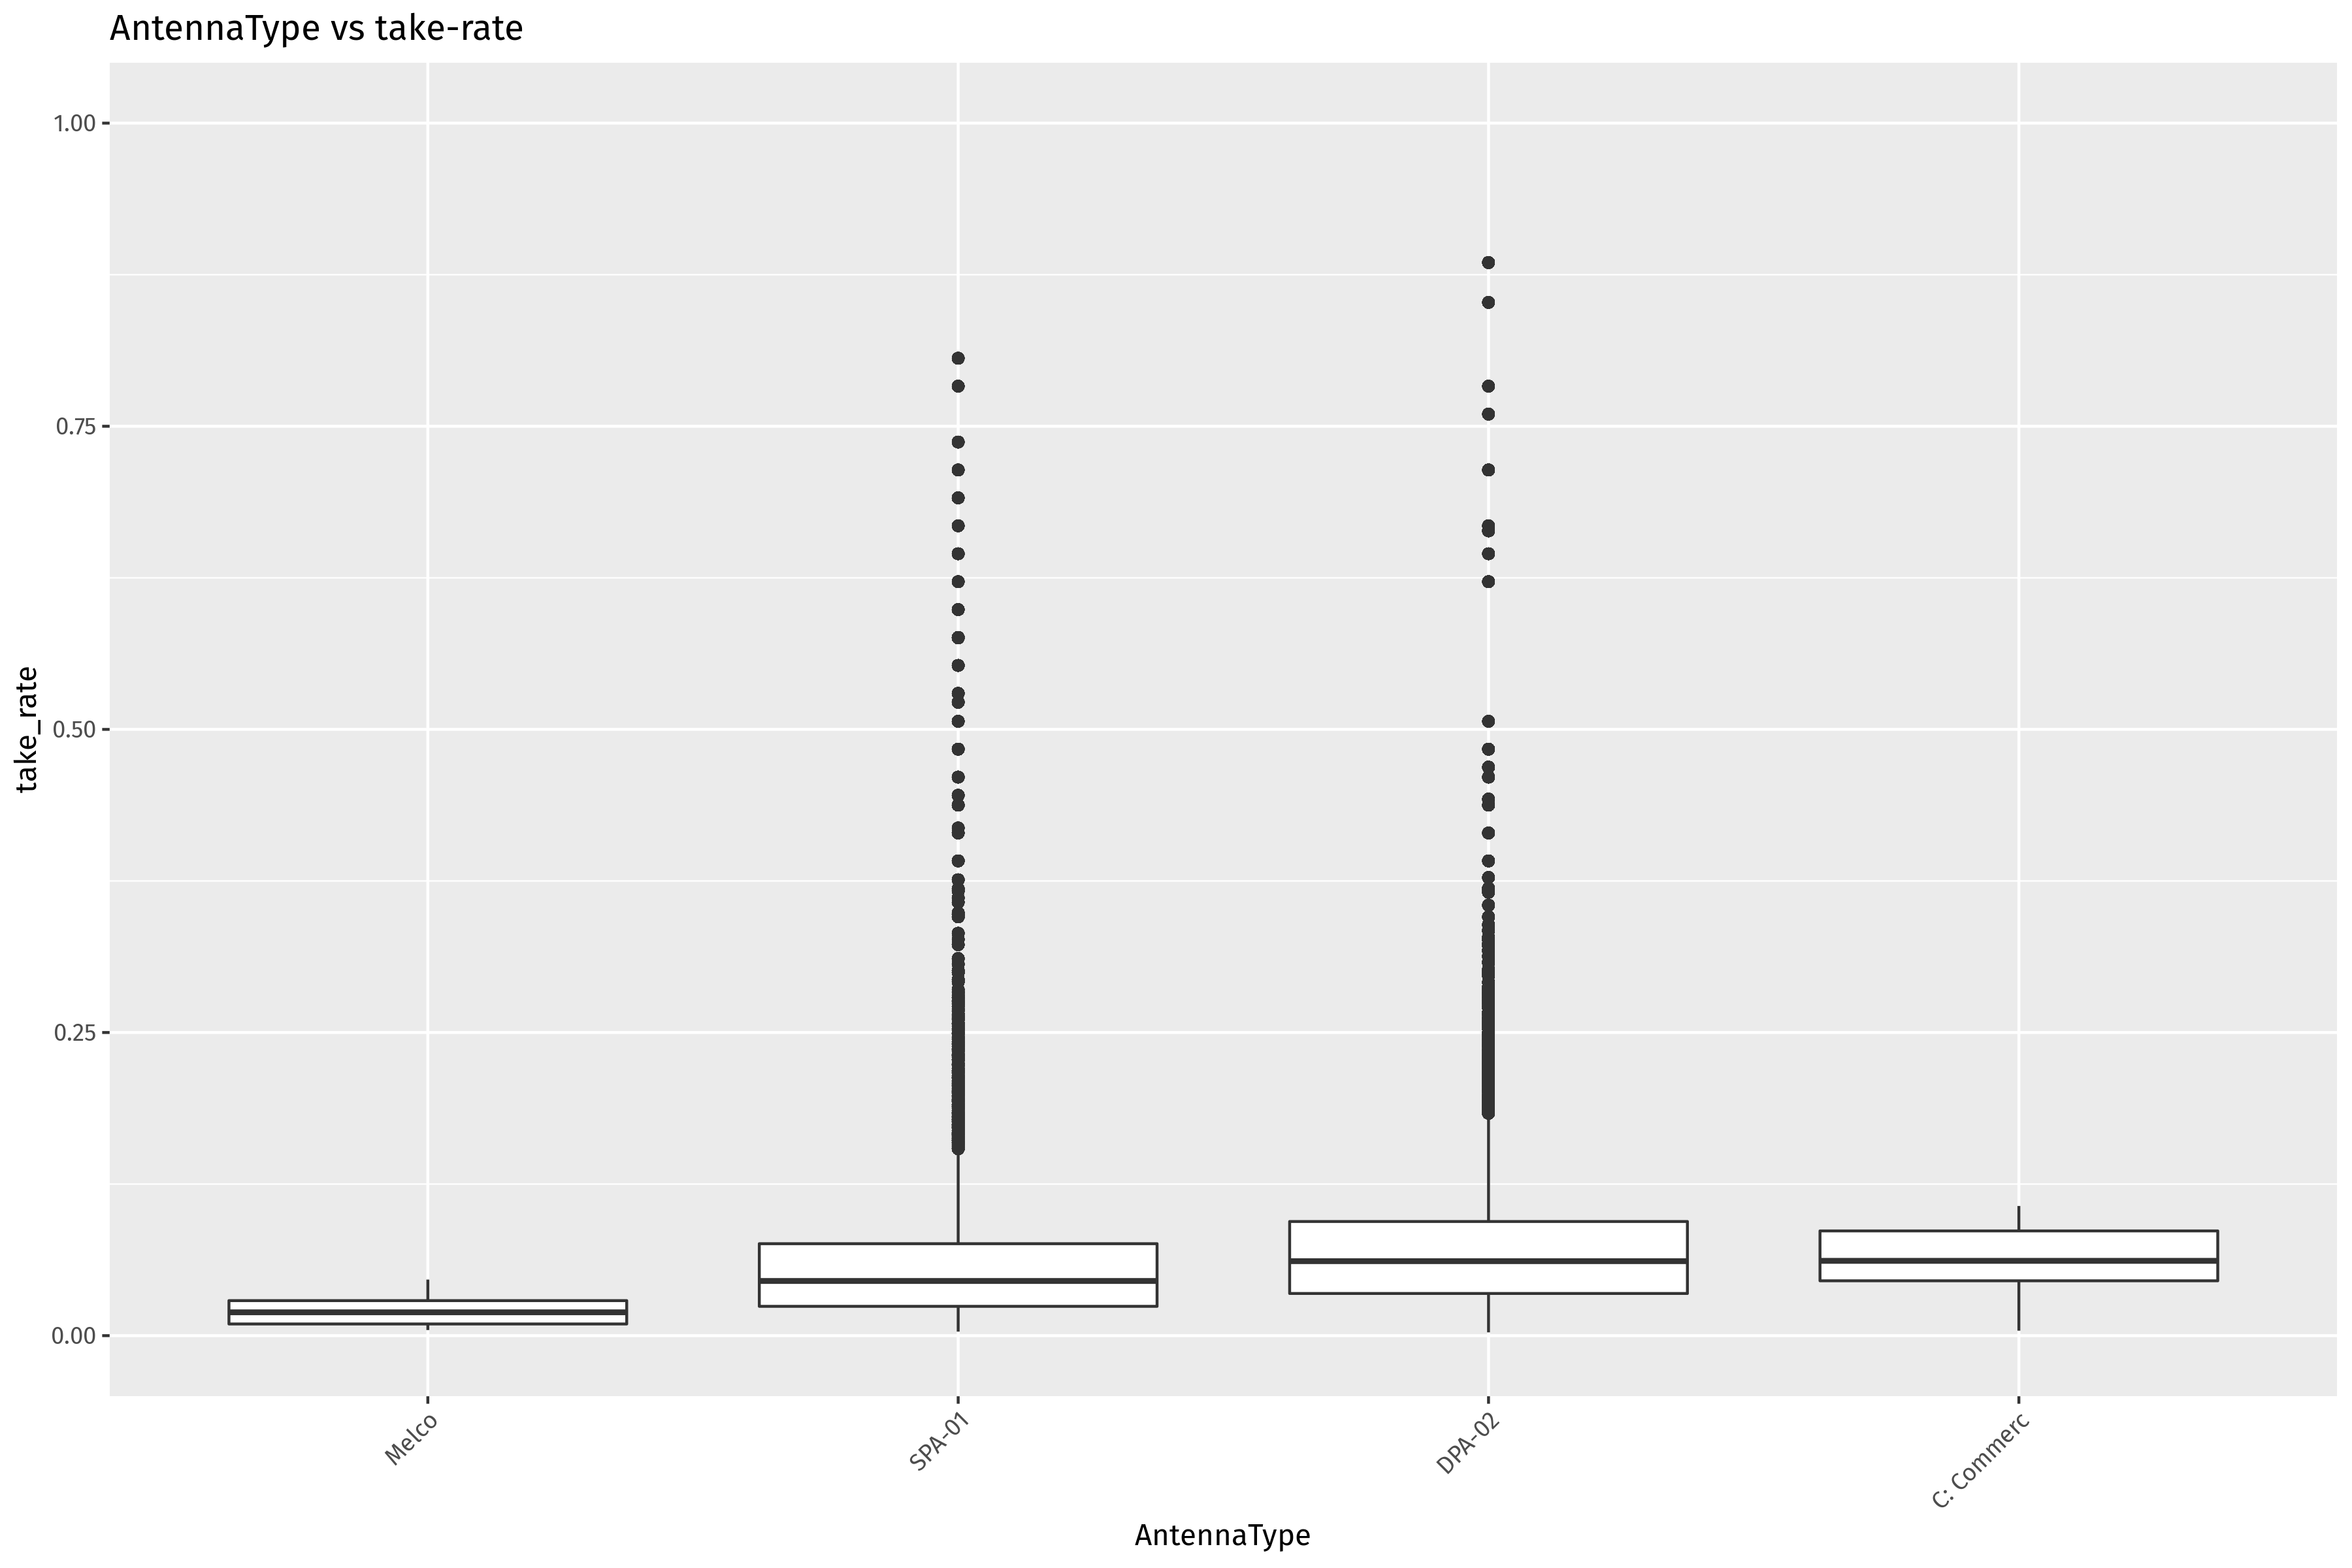 AntennaType vs take-rate
1.00
0.75
0.50
0.25
0.00
take_rate
Melco
SPA-01
DPA-02
C: Commerc
AntennaType